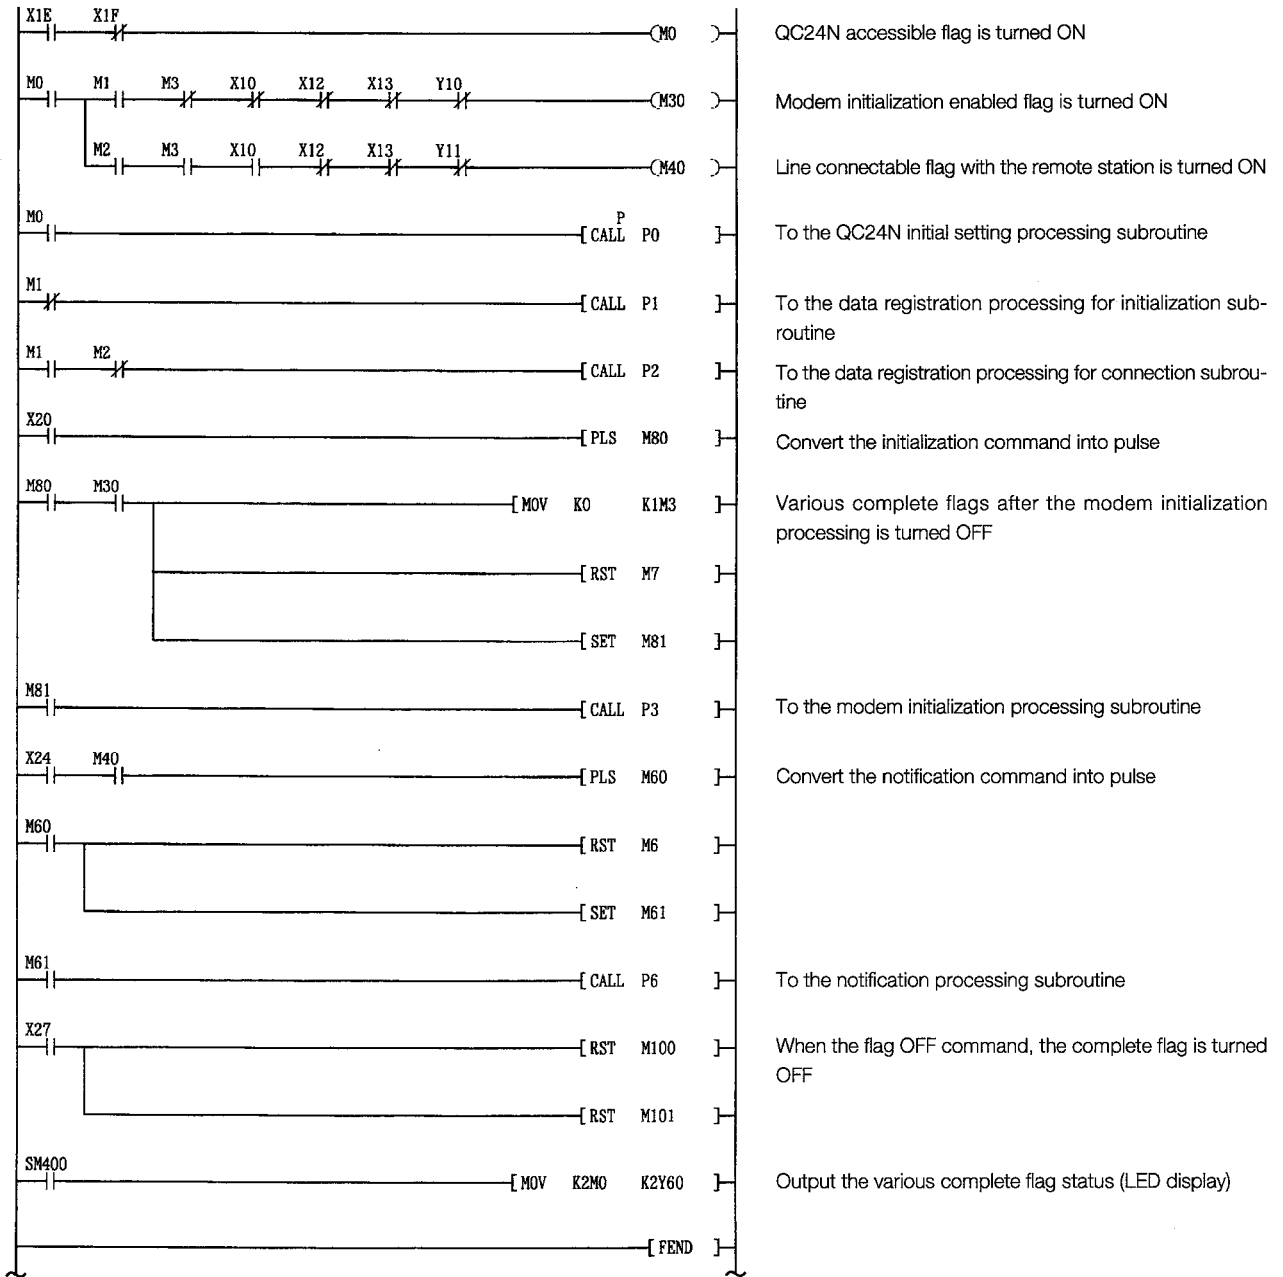 X1E X1F
(M0 ) QC24N accessible flag is turned ON
M0 M1 M3 X10 X12 X13 Y10
(M30 ) Modem initialization enabled flag is turned ON
M2 M3 X10 X12 X13 Y11
(M40 ) Line connectable flag with the remote station is turned ON
M0 P
[ CALL P0 ] To the QC24N initial setting processing subroutine
M1
[ CALL P1 ] To the data registration processing for initialization sub-
routine
M1 M2
[ CALL P2 ] To the data registration processing for connection subrou-
tine
X20
[ PLS M80 ] Convert the initialization command into pulse
M80 M30
[ MOV K0 K1M3 ] Various complete flags after the modem initialization
processing is turned OFF
[ RST M7 ]
[ SET M81 ]
M81
[ CALL P3 ] To the modem initialization processing subroutine
X24 M40
[ PLS M60 ] Convert the notification command into pulse
M60
[ RST M6 ]
[ SET M61 ]
M61
[ CALL P6 ] To the notification processing subroutine
X27
[ RST M100 ] When the flag OFF command, the complete flag is turned
OFF
[ RST M101 ]
SM400
[ MOV K2M0 K2Y60 ] Output the various complete flag status (LED display)
[ FEND ]